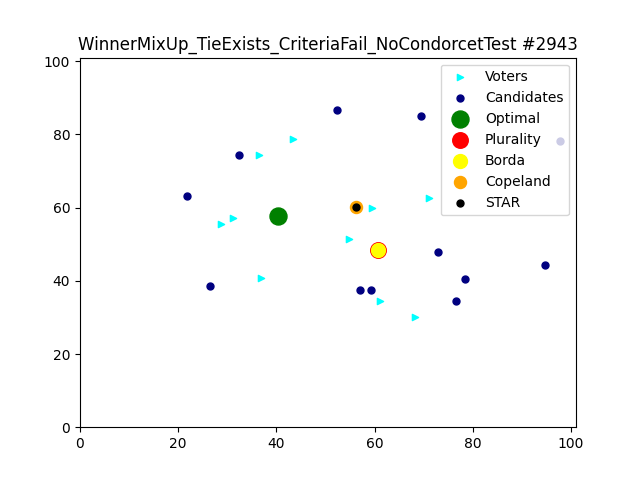 WinnerMixUp_TieExists_CriteriaFail_NoCondorcetTest #2943
100
80
60
40
20
0
0
20
40
60
80
100
Voters
Candidates
Optimal
Plurality
Borda
Copeland
STAR